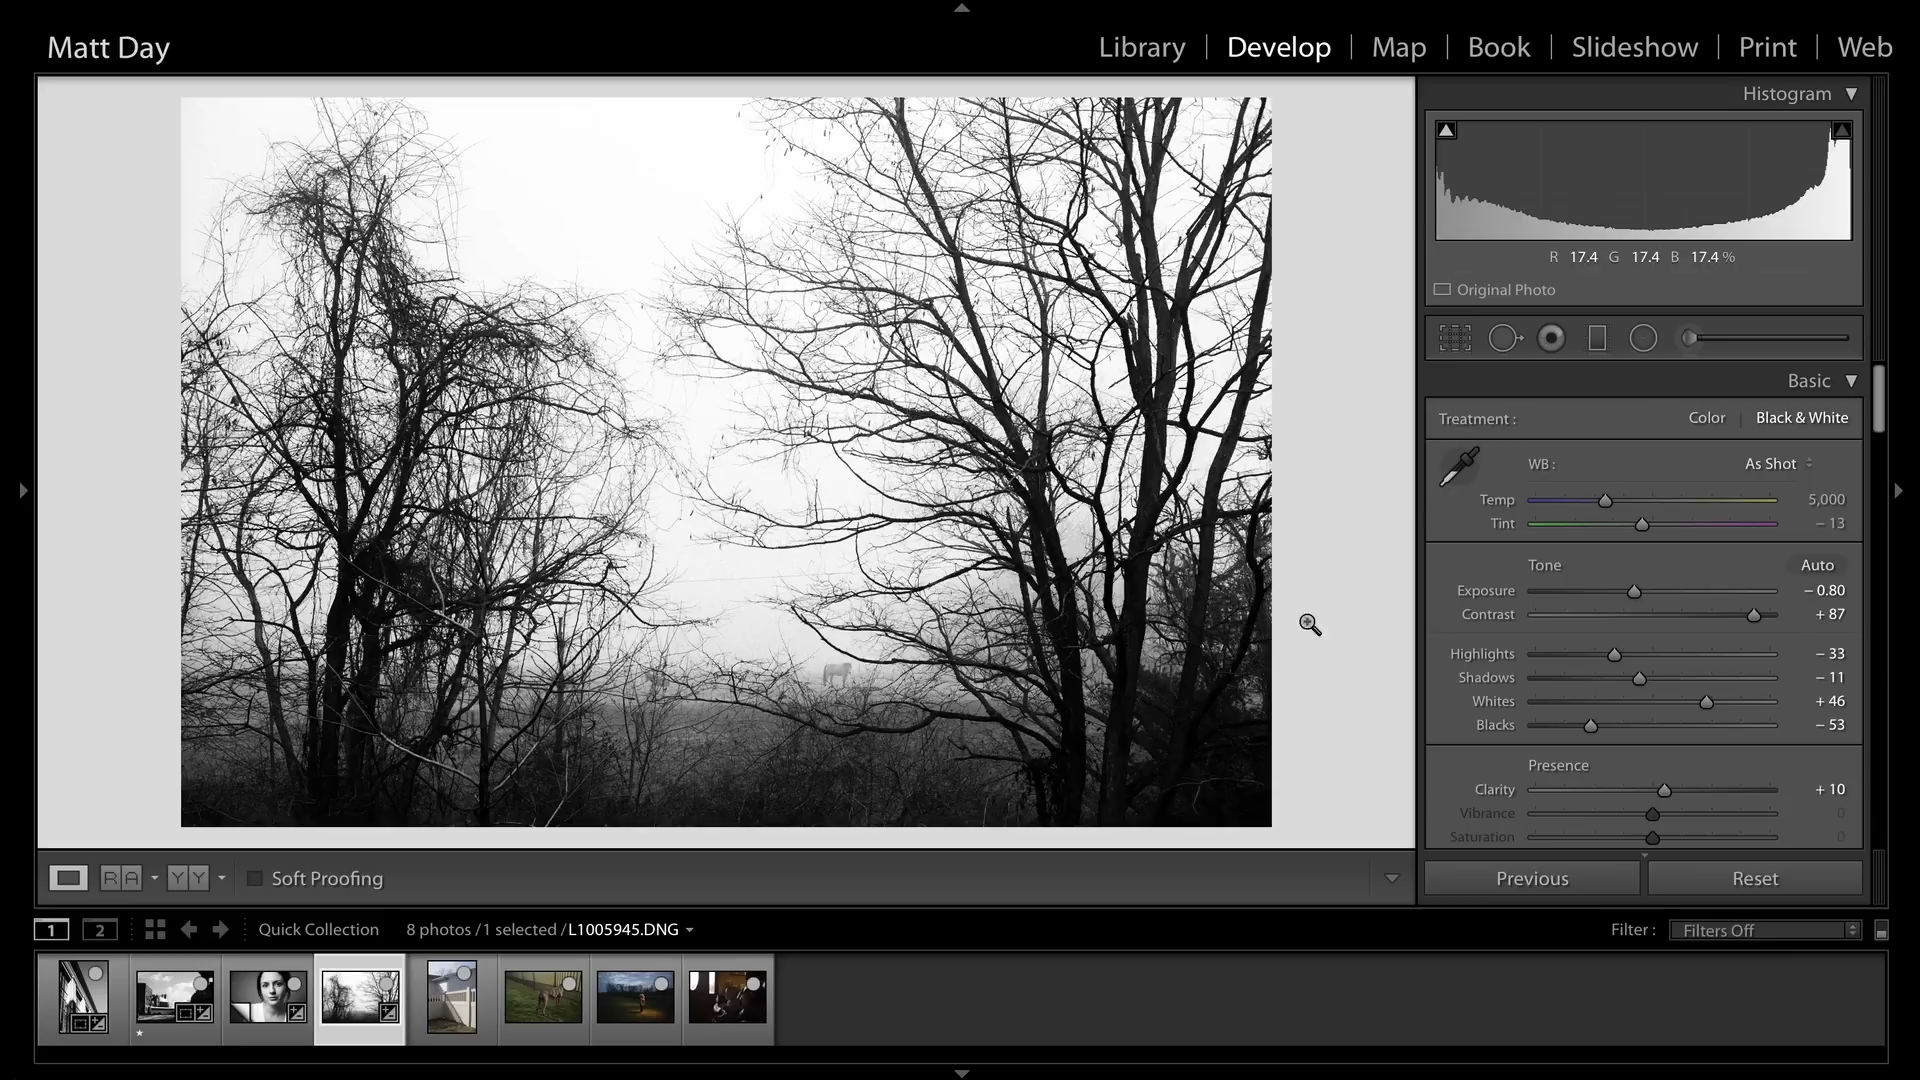 Matt Day
Library | Develop | Map | Book | Slideshow | Print | Web
Histogram
R 17.4 G 17.4 B 17.4 %
Original Photo
Basic
Treatment : Color | Black & White
WB : As Shot
Temp 5,000
Tint – 13
Tone Auto
Exposure – 0.80
Contrast + 87
Highlights – 33
Shadows – 11
Whites + 46
Blacks – 53
Presence
Clarity + 10
Vibrance 0
Saturation 0
R A Y Y Soft Proofing
Previous Reset
1 2 Quick Collection 8 photos / 1 selected / L1005945.DNG
Filter : Filters Off